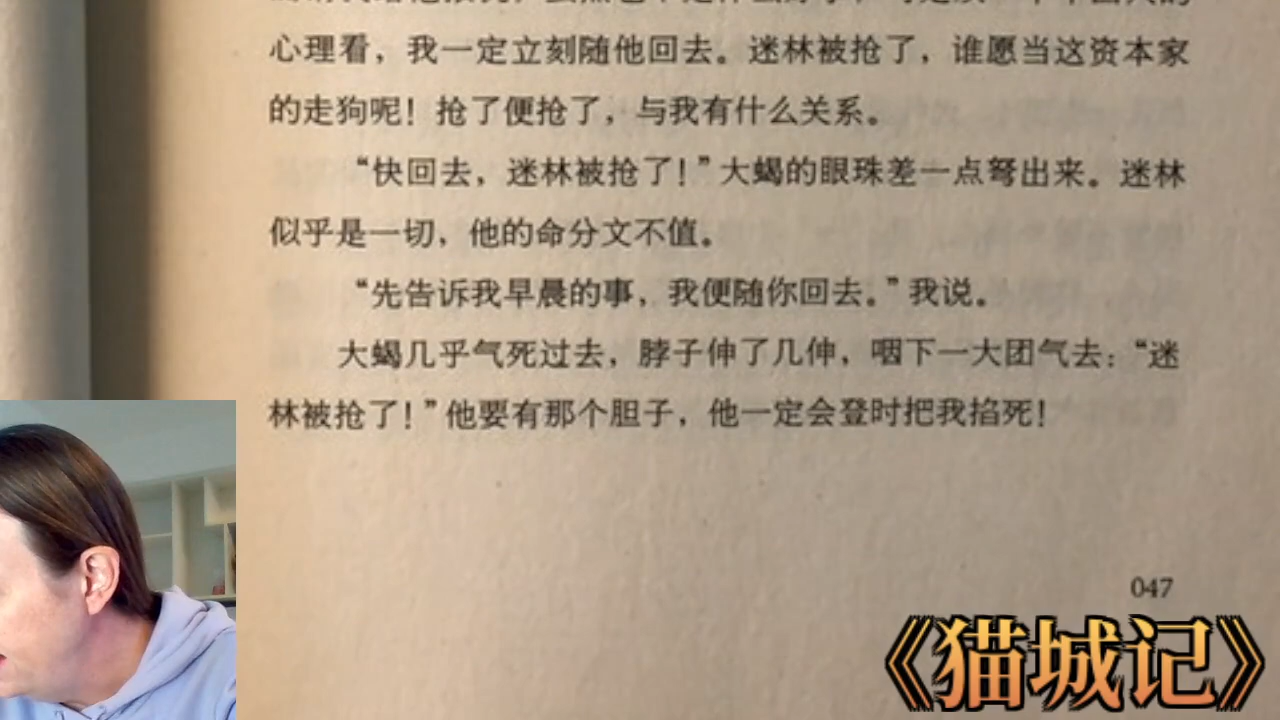 心理看，我一定立刻随他回去。迷林被抢了，谁愿当这资本家
的走狗呢！抢了便抢了，与我有什么关系。
“快回去，迷林被抢了！”大蝎的眼珠差一点弩出来。迷林
似乎是一切，他的命分文不值。
“先告诉我早晨的事，我便随你回去。”我说。
大蝎几乎气死过去，脖子伸了几伸，咽下一大团气去：“迷
林被抢了！”他要有那个胆子，他一定会登时把我掐死！
047
《猫城记》